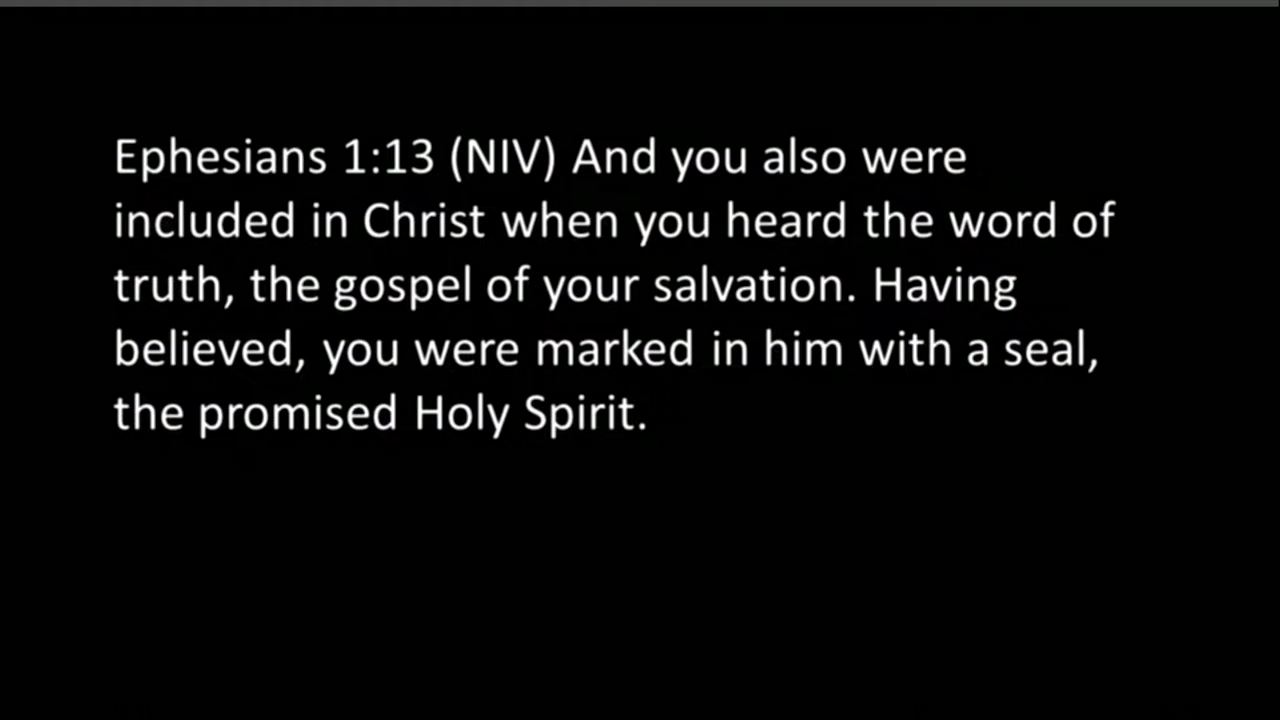 Ephesians 1:13 (NIV) And you also were
included in Christ when you heard the word of
truth, the gospel of your salvation. Having
believed, you were marked in him with a seal,
the promised Holy Spirit.